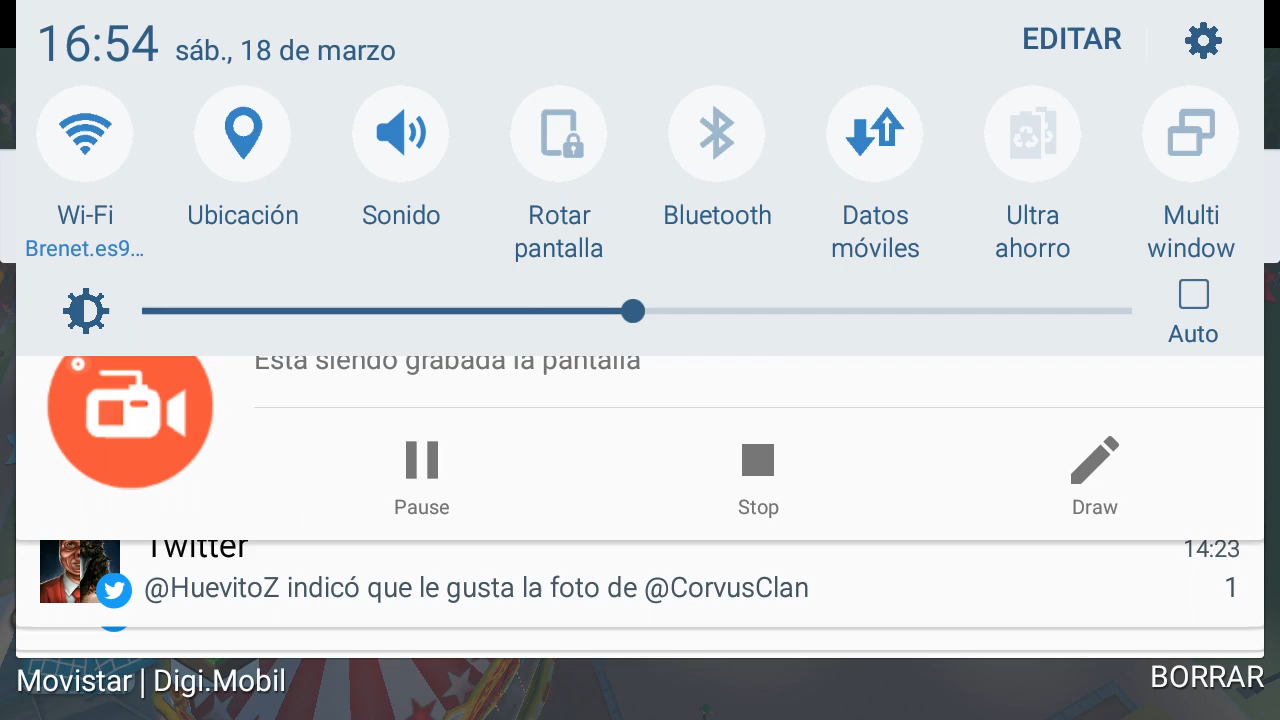 16:54 sáb., 18 de marzo EDITAR
Wi-Fi
Brenet.es9...
Ubicación
Sonido
Rotar
pantalla
Bluetooth
Datos
móviles
Ultra
ahorro
Multi
window
Auto
Esta siendo grabada la pantalla
Pause
Stop
Draw
Twitter 14:23
@HuevitoZ indicó que le gusta la foto de @CorvusClan 1
Movistar | Digi.Mobil BORRAR